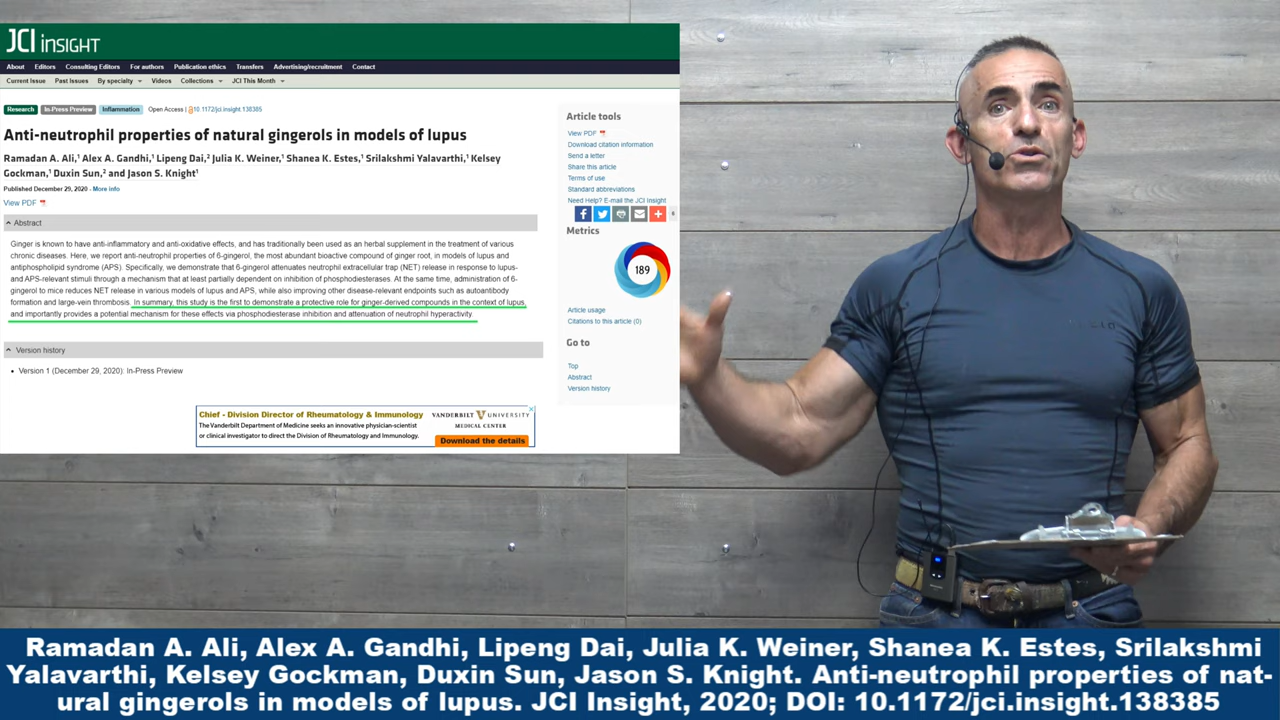 JCI insight
About Editors Consulting Editors For authors Publication ethics Transfers Advertising/recruitment Contact
Current Issue Past Issues By specialty Videos Collections JCI This Month
Research In-Press Preview Inflammation Open Access | 10.1172/jci.insight.138385
Anti-neutrophil properties of natural gingerols in models of lupus
Ramadan A. Ali,1 Alex A. Gandhi,1 Lipeng Dai,2 Julia K. Weiner,1 Shanea K. Estes,1 Srilakshmi Yalavarthi,1 Kelsey
Gockman,1 Duxin Sun,2 and Jason S. Knight1
Published December 29, 2020 - More info
View PDF
Abstract
Ginger is known to have anti-inflammatory and anti-oxidative effects, and has traditionally been used as an herbal supplement in the treatment of various
chronic diseases. Here, we report anti-neutrophil properties of 6-gingerol, the most abundant bioactive compound of ginger root, in models of lupus and
antiphospholipid syndrome (APS). Specifically, we demonstrate that 6-gingerol attenuates neutrophil extracellular trap (NET) release in response to lupus-
and APS-relevant stimuli through a mechanism that at least partially dependent on inhibition of phosphodiesterases. At the same time, administration of 6-
gingerol to mice reduces NET release in various models of lupus and APS, while also improving other disease-relevant endpoints such as autoantibody
formation and large-vein thrombosis. In summary, this study is the first to demonstrate a protective role for ginger-derived compounds in the context of lupus,
and importantly provides a potential mechanism for these effects via phosphodiesterase inhibition and attenuation of neutrophil hyperactivity.
Version history
Version 1 (December 29, 2020): In-Press Preview
Article tools
View PDF
Download citation information
Send a letter
Share this article
Terms of use
Standard abbreviations
Need Help? E-mail the JCI Insight
Metrics
189
Article usage
Citations to this article (0)
Go to
Top
Abstract
Version history
Chief - Division Director of Rheumatology & Immunology
The Vanderbilt Department of Medicine seeks an innovative physician-scientist
or clinical investigator to direct the Division of Rheumatology and Immunology.
VANDERBILT V UNIVERSITY
MEDICAL CENTER
Download the details
Ramadan A. Ali, Alex A. Gandhi, Lipeng Dai, Julia K. Weiner, Shanea K. Estes, Srilakshmi
Yalavarthi, Kelsey Gockman, Duxin Sun, Jason S. Knight. Anti-neutrophil properties of nat-
ural gingerols in models of lupus. JCI Insight, 2020; DOI: 10.1172/jci.insight.138385